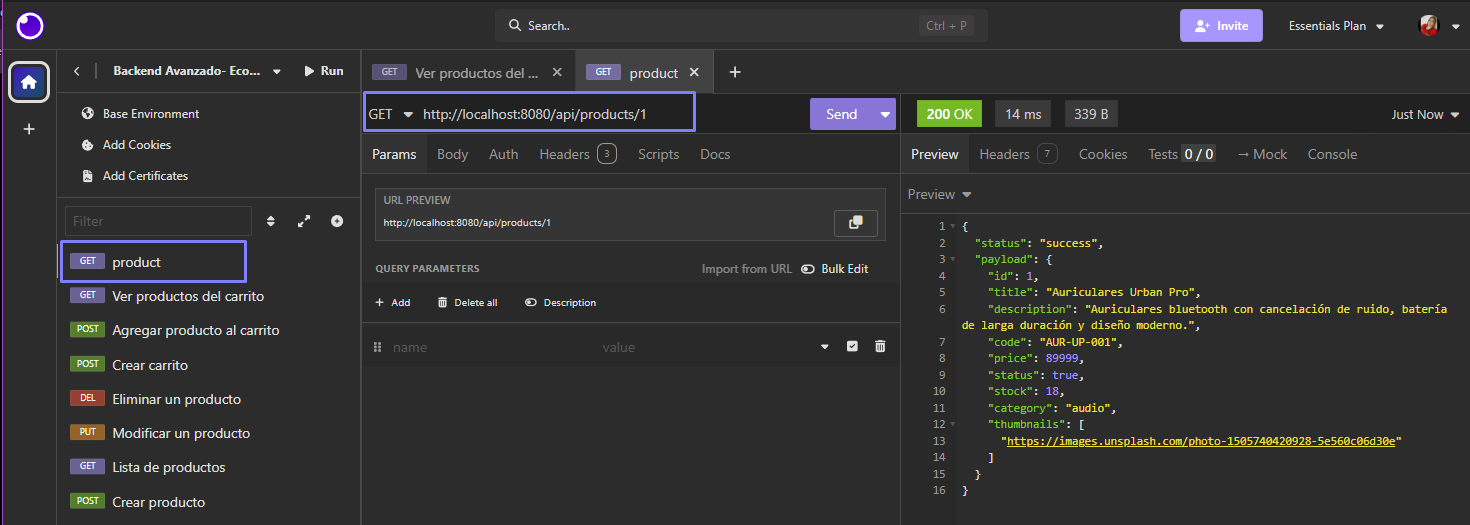 Search..
Ctrl + P
Invite
Essentials Plan
Backend Avanzado- Eco...
Run
GET Ver productos del ...
GET product
Base Environment
Add Cookies
Add Certificates
Filter
GET product
GET Ver productos del carrito
POST Agregar producto al carrito
POST Crear carrito
DEL Eliminar un producto
PUT Modificar un producto
GET Lista de productos
POST Crear producto
GET http://localhost:8080/api/products/1
Send
Params Body Auth Headers 3 Scripts Docs
URL PREVIEW
http://localhost:8080/api/products/1
QUERY PARAMETERS
Import from URL Bulk Edit
+ Add Delete all Description
name value
200 OK 14 ms 339 B Just Now
Preview Headers 7 Cookies Tests 0 / 0 → Mock Console
Preview
1 {
2 "status": "success",
3 "payload": {
4 "id": 1,
5 "title": "Auriculares Urban Pro",
6 "description": "Auriculares bluetooth con cancelación de ruido, batería
de larga duración y diseño moderno.",
7 "code": "AUR-UP-001",
8 "price": 89999,
9 "status": true,
10 "stock": 18,
11 "category": "audio",
12 "thumbnails": [
13 "https://images.unsplash.com/photo-1505740420928-5e560c06d30e"
14 ]
15 }
16 }